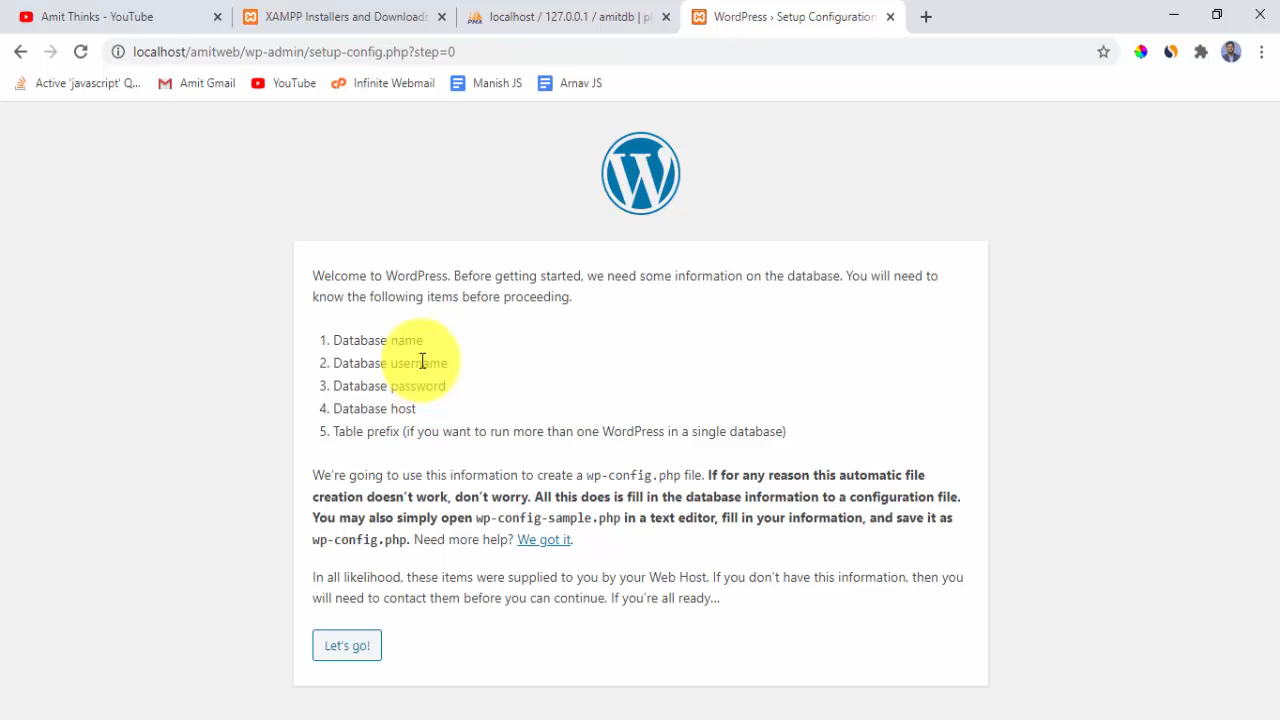 Amit Thinks - YouTube
XAMPP Installers and Downloads
localhost / 127.0.0.1 / amitdb | p
WordPress › Setup Configuration
localhost/amitweb/wp-admin/setup-config.php?step=0
Active 'javascript' Q...
Amit Gmail
YouTube
Infinite Webmail
Manish JS
Arnav JS
Welcome to WordPress. Before getting started, we need some information on the database. You will need to
know the following items before proceeding.
1. Database name
2. Database username
3. Database password
4. Database host
5. Table prefix (if you want to run more than one WordPress in a single database)
We're going to use this information to create a wp-config.php file. If for any reason this automatic file
creation doesn't work, don't worry. All this does is fill in the database information to a configuration file.
You may also simply open wp-config-sample.php in a text editor, fill in your information, and save it as
wp-config.php. Need more help? We got it.
In all likelihood, these items were supplied to you by your Web Host. If you don't have this information, then you
will need to contact them before you can continue. If you're all ready…
Let's go!